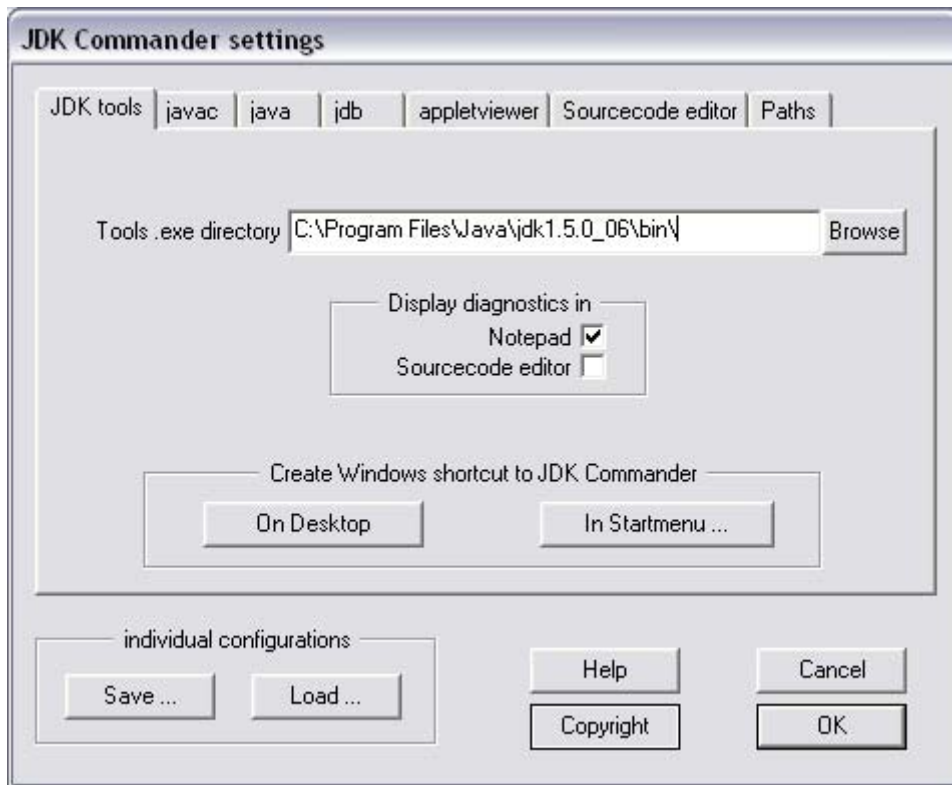 JDK Commander settings
JDK tools javac java jdb appletviewer Sourcecode editor Paths
Tools .exe directory C:\Program Files\Java\jdk1.5.0_06\bin\ Browse
Display diagnostics in
Notepad
Sourcecode editor
Create Windows shortcut to JDK Commander
On Desktop In Startmenu ...
individual configurations
Save ... Load ... Help Cancel
Copyright OK